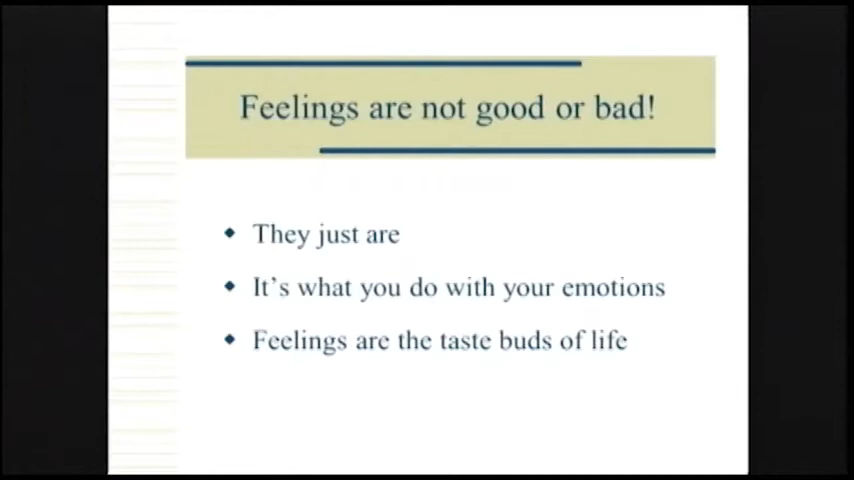 Feelings are not good or bad!
They just are
It's what you do with your emotions
Feelings are the taste buds of life